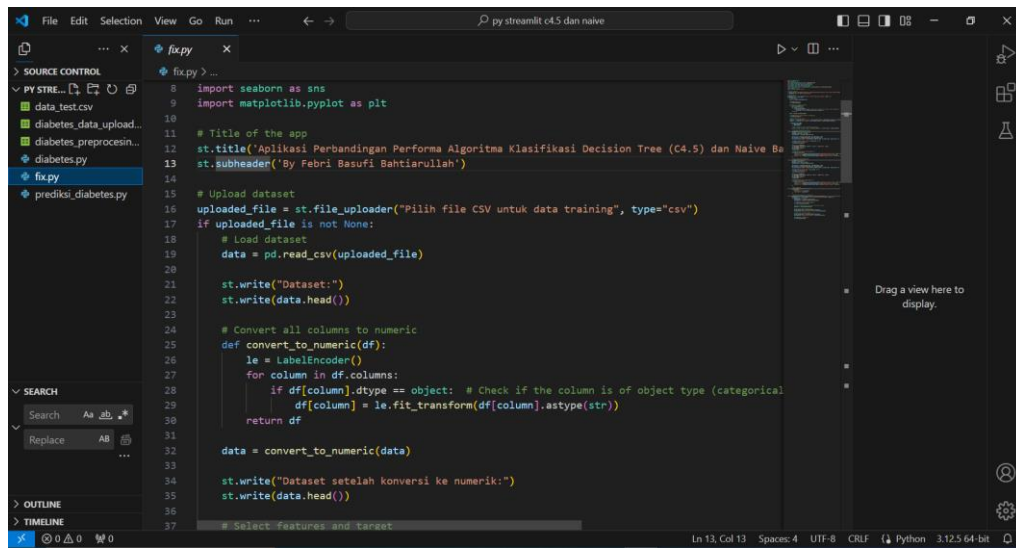 File Edit Selection View Go Run ... py streamlit c4.5 dan naive
fix.py
SOURCE CONTROL
PY STRE...
data_test.csv
diabetes_data_upload...
diabetes_preprocesin...
diabetes.py
fix.py
prediksi_diabetes.py
SEARCH
Search Aa ab .*
Replace AB
...
OUTLINE
TIMELINE
fix.py > ...
8 import seaborn as sns
9 import matplotlib.pyplot as plt
10
11 # Title of the app
12 st.title('Aplikasi Perbandingan Performa Algoritma Klasifikasi Decision Tree (C4.5) dan Naive Ba
13 st.subheader('By Febri Basufi Bahtiarullah')
14
15 # Upload dataset
16 uploaded_file = st.file_uploader("Pilih file CSV untuk data training", type="csv")
17 if uploaded_file is not None:
18     # Load dataset
19     data = pd.read_csv(uploaded_file)
20
21     st.write("Dataset:")
22     st.write(data.head())
23
24     # Convert all columns to numeric
25     def convert_to_numeric(df):
26         le = LabelEncoder()
27         for column in df.columns:
28             if df[column].dtype == object:  # Check if the column is of object type (categorical
29                 df[column] = le.fit_transform(df[column].astype(str))
30         return df
31
32     data = convert_to_numeric(data)
33
34     st.write("Dataset setelah konversi ke numerik:")
35     st.write(data.head())
36
37     # Select features and target
Drag a view here to
display.
0 0 0 Ln 13, Col 13 Spaces: 4 UTF-8 CRLF Python 3.12.5 64-bit